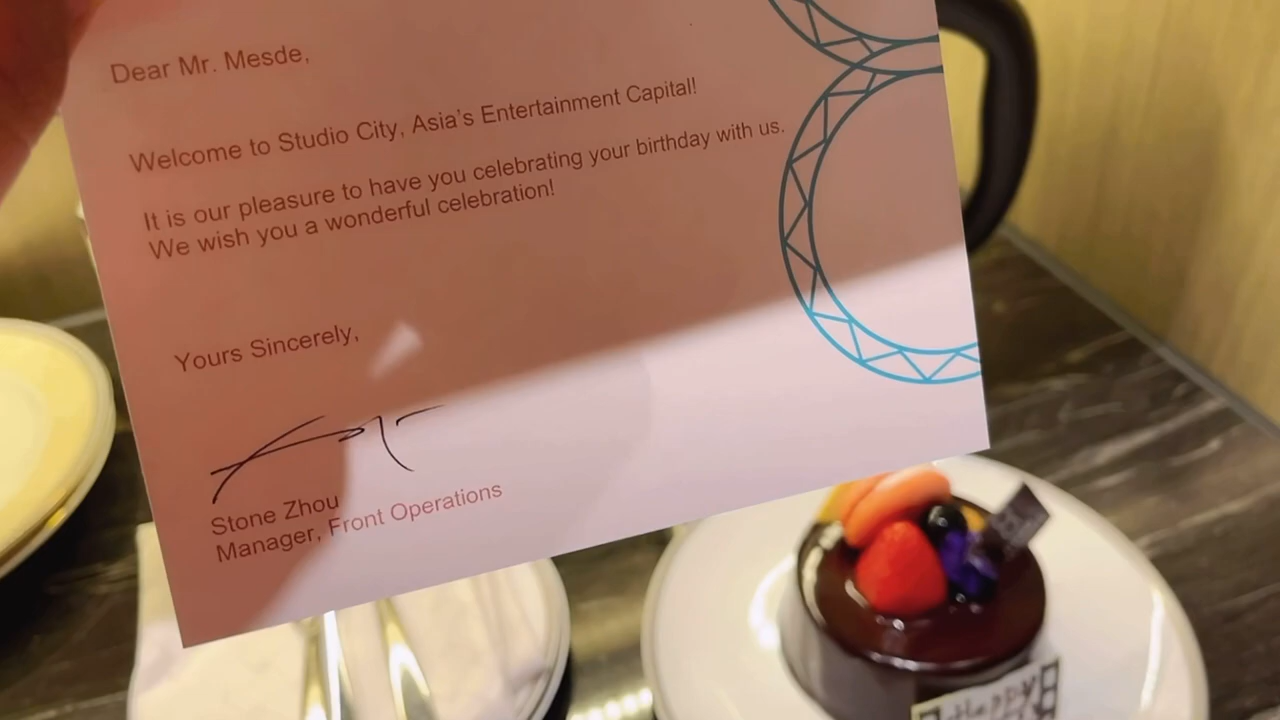 Dear Mr. Mesde,
Welcome to Studio City, Asia's Entertainment Capital!
It is our pleasure to have you celebrating your birthday with us.
We wish you a wonderful celebration!
Yours Sincerely,
Stone Zhou
Manager, Front Operations
Happy